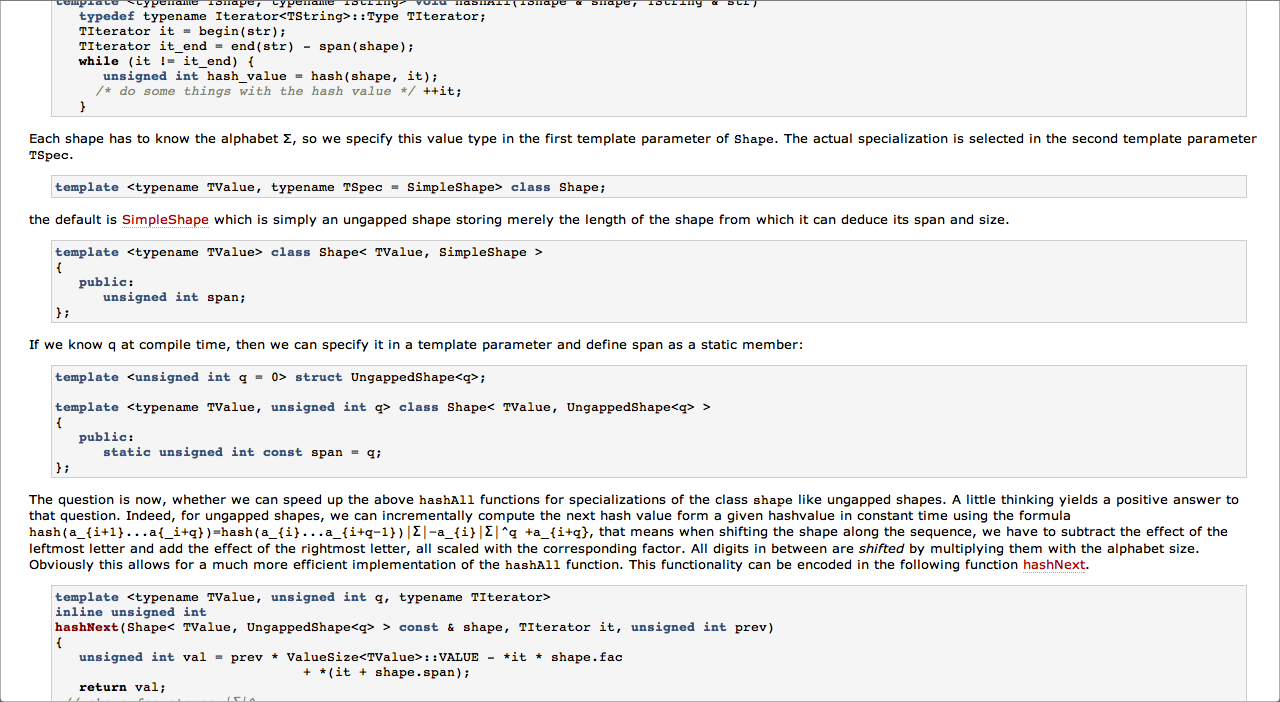 template <typename TShape, typename TString> void hashAll(TShape & shape, TString & str)
typedef typename Iterator<TString>::Type TIterator;
TIterator it = begin(str);
TIterator it_end = end(str) - span(shape);
while (it != it_end) {
unsigned int hash_value = hash(shape, it);
/* do some things with the hash value */ ++it;
}
Each shape has to know the alphabet Σ, so we specify this value type in the first template parameter of Shape. The actual specialization is selected in the second template parameter
TSpec.
template <typename TValue, typename TSpec = SimpleShape> class Shape;
the default is SimpleShape which is simply an ungapped shape storing merely the length of the shape from which it can deduce its span and size.
template <typename TValue> class Shape< TValue, SimpleShape >
{
public:
unsigned int span;
};
If we know q at compile time, then we can specify it in a template parameter and define span as a static member:
template <unsigned int q = 0> struct UngappedShape<q>;
template <typename TValue, unsigned int q> class Shape< TValue, UngappedShape<q> >
{
public:
static unsigned int const span = q;
};
The question is now, whether we can speed up the above hashAll functions for specializations of the class shape like ungapped shapes. A little thinking yields a positive answer to
that question. Indeed, for ungapped shapes, we can incrementally compute the next hash value form a given hashvalue in constant time using the formula
hash(a_{i+1}...a{_i+q})=hash(a_{i}...a_{i+q-1})|Σ|-a_{i}|Σ|^q +a_{i+q}, that means when shifting the shape along the sequence, we have to subtract the effect of the
leftmost letter and add the effect of the rightmost letter, all scaled with the corresponding factor. All digits in between are shifted by multiplying them with the alphabet size.
Obviously this allows for a much more efficient implementation of the hashAll function. This functionality can be encoded in the following function hashNext.
template <typename TValue, unsigned int q, typename TIterator>
inline unsigned int
hashNext(Shape< TValue, UngappedShape<q> > const & shape, TIterator it, unsigned int prev)
{
unsigned int val = prev * ValueSize<TValue>::VALUE - *it * shape.fac
+ *(it + shape.span);
return val;